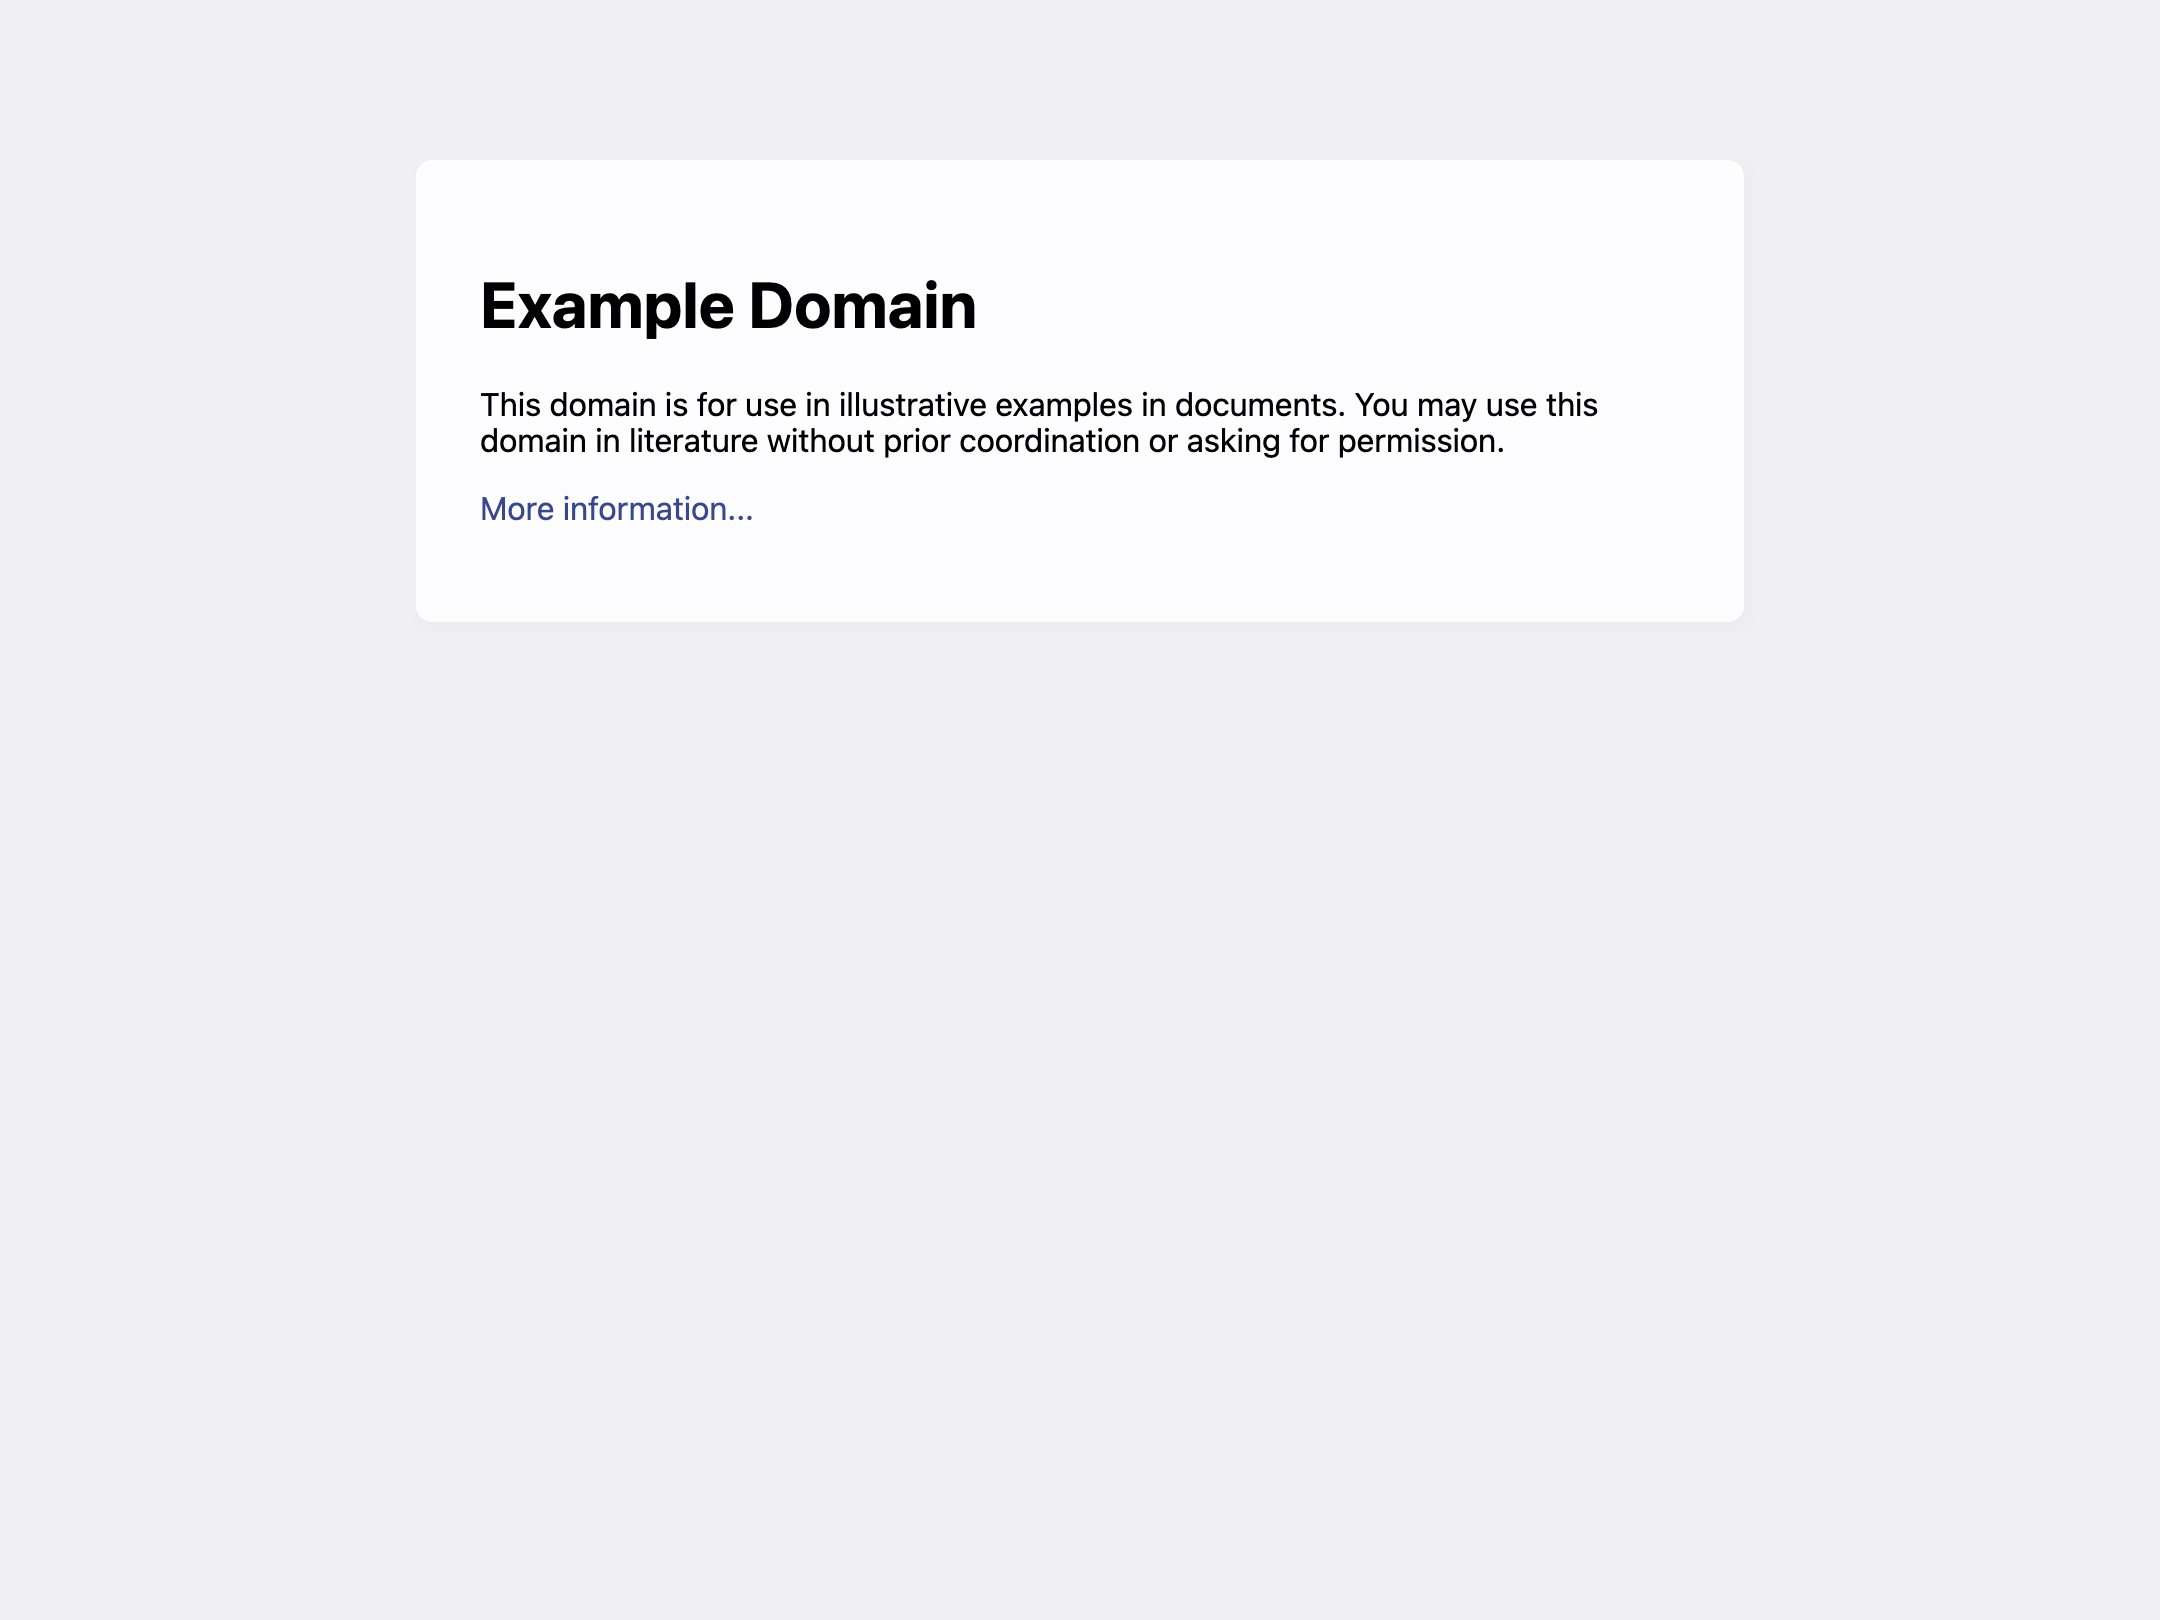 Example Domain
This domain is for use in illustrative examples in documents. You may use this
domain in literature without prior coordination or asking for permission.
More information...